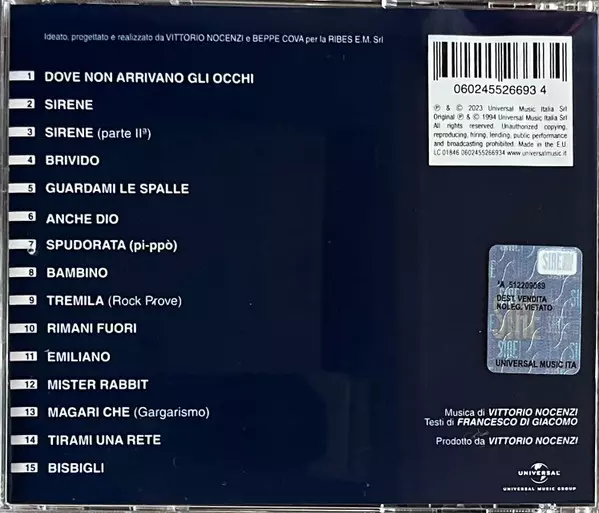 Ideato, progettato e realizzato da VITTORIO NOCENZI e BEPPE COVA per la RIBES E.M. Srl
1 DOVE NON ARRIVANO GLI OCCHI
2 SIRENE
3 SIRENE (parte IIª)
4 BRIVIDO
5 GUARDAMI LE SPALLE
6 ANCHE DIO
7 SPUDORATA (pi-ppò)
8 BAMBINO
9 TREMILA (Rock Prove)
10 RIMANI FUORI
11 EMILIANO
12 MISTER RABBIT
13 MAGARI CHE (Gargarismo)
14 TIRAMI UNA RETE
15 BISBIGLI
060245526693 4
℗ & © 2023 Universal Music Italia Srl
Original ℗ & © 1994 Universal Music Italia Srl
All rights reserved. Unauthorized copying,
reproducing, hiring, lending, public performance
and broadcasting prohibited. Made in the E.U.
LC 01846 0602455266934 www.universalmusic.it
SIAE
A 512209069
DEST. VENDITA
NOLEG. VIETATO
UNIVERSAL MUSIC ITA
Musica di VITTORIO NOCENZI
Testi di FRANCESCO DI GIACOMO
Prodotto da VITTORIO NOCENZI
UNIVERSAL
UNIVERSAL MUSIC GROUP